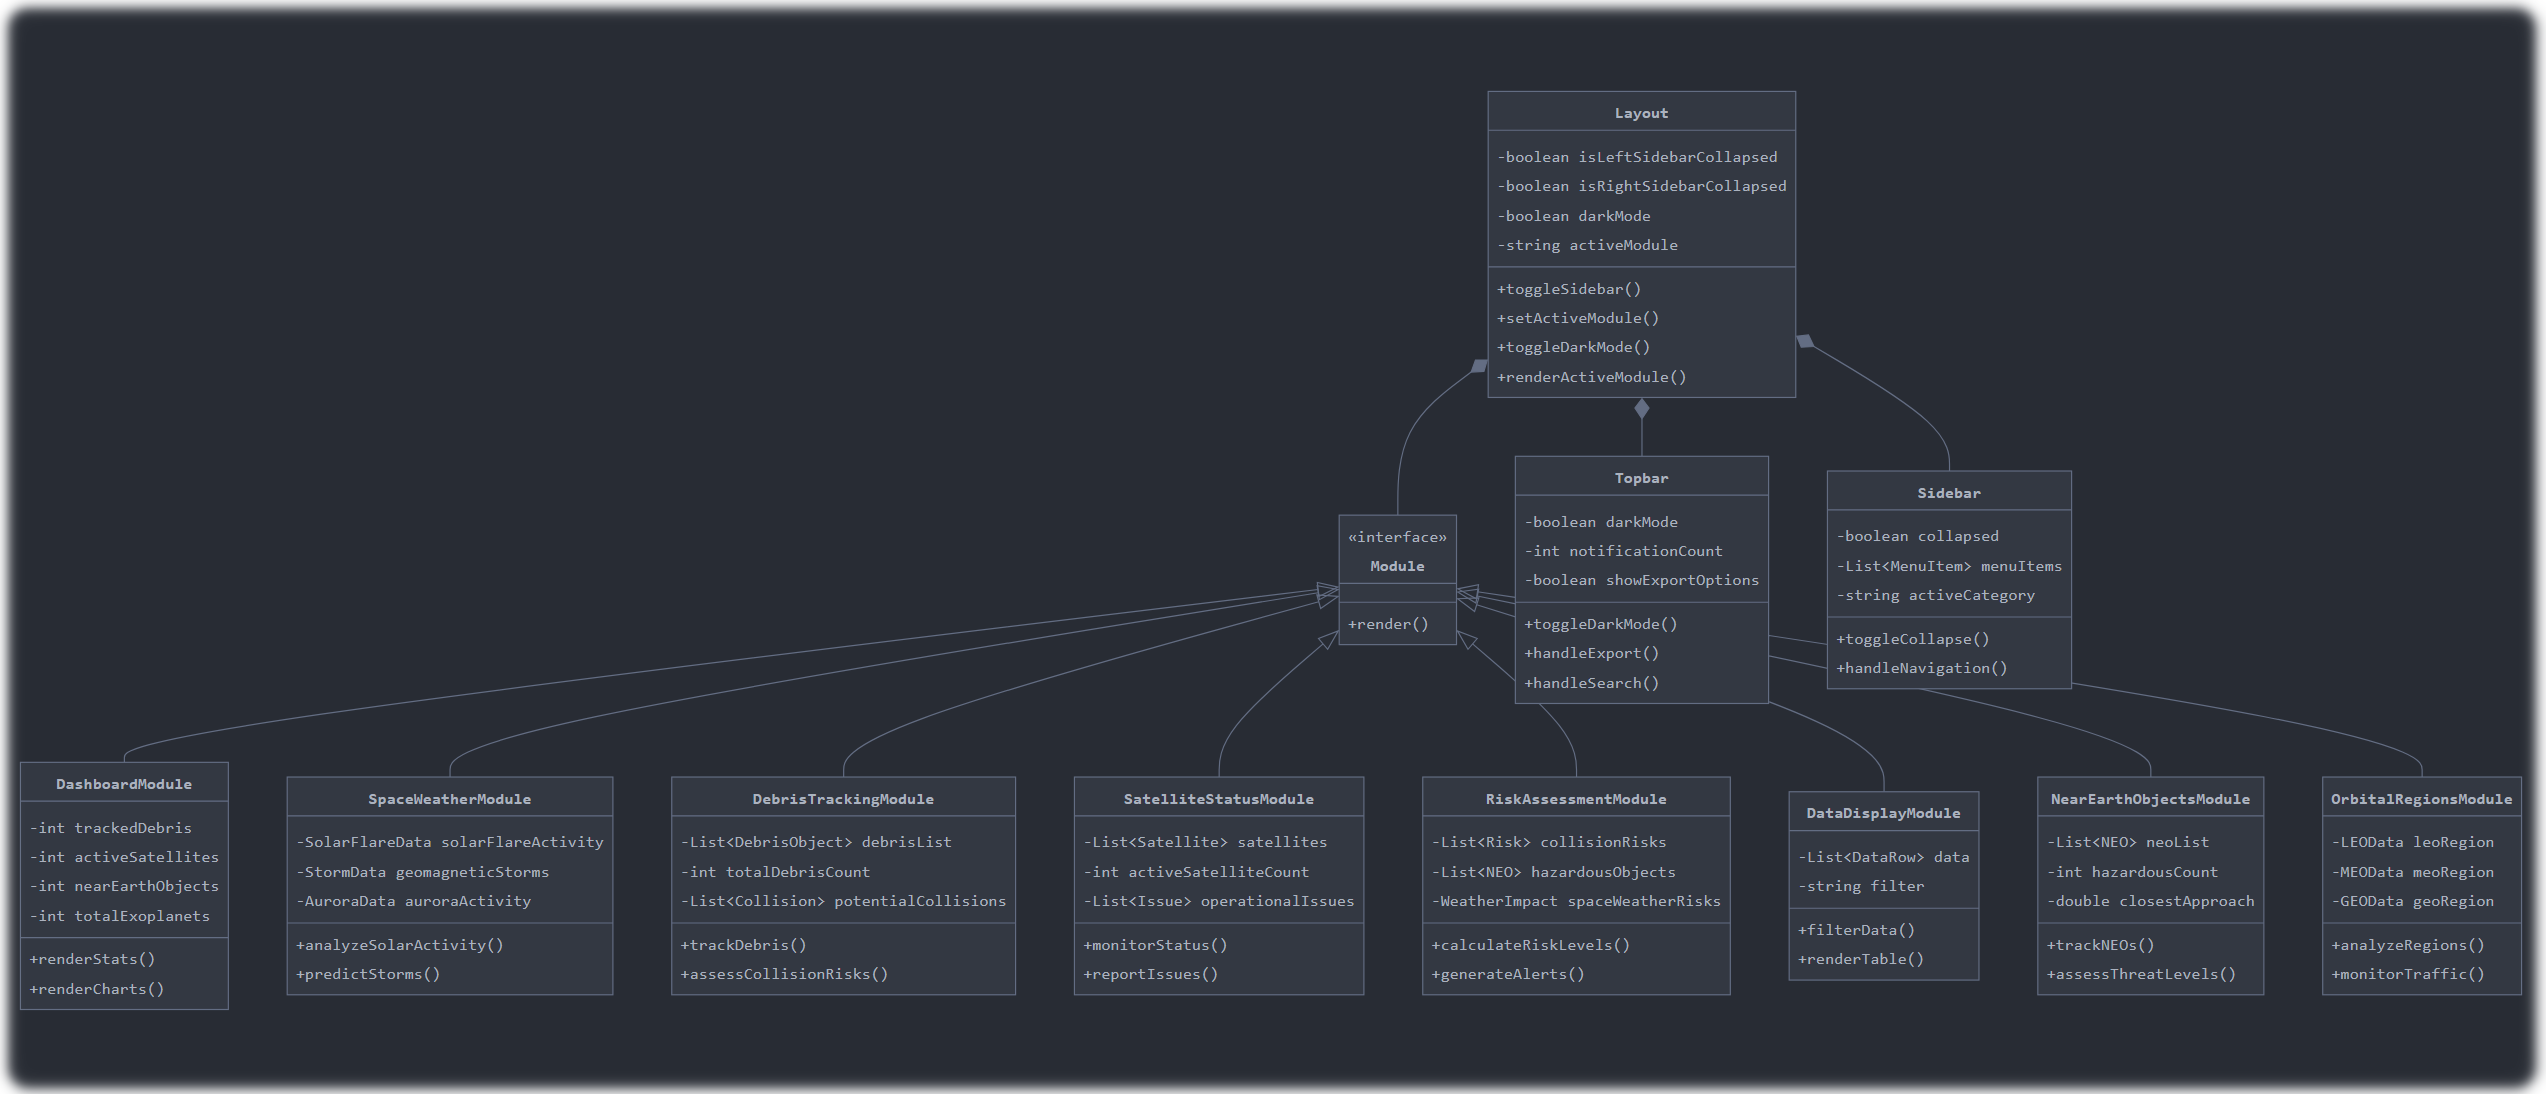 Layout
-boolean isLeftSidebarCollapsed
-boolean isRightSidebarCollapsed
-boolean darkMode
-string activeModule
+toggleSidebar()
+setActiveModule()
+toggleDarkMode()
+renderActiveModule()
«interface»
Module
+render()
Topbar
-boolean darkMode
-int notificationCount
-boolean showExportOptions
+toggleDarkMode()
+handleExport()
+handleSearch()
Sidebar
-boolean collapsed
-List<MenuItem> menuItems
-string activeCategory
+toggleCollapse()
+handleNavigation()
DashboardModule
-int trackedDebris
-int activeSatellites
-int nearEarthObjects
-int totalExoplanets
+renderStats()
+renderCharts()
SpaceWeatherModule
-SolarFlareData solarFlareActivity
-StormData geomagneticStorms
-AuroraData auroraActivity
+analyzeSolarActivity()
+predictStorms()
DebrisTrackingModule
-List<DebrisObject> debrisList
-int totalDebrisCount
-List<Collision> potentialCollisions
+trackDebris()
+assessCollisionRisks()
SatelliteStatusModule
-List<Satellite> satellites
-int activeSatelliteCount
-List<Issue> operationalIssues
+monitorStatus()
+reportIssues()
RiskAssessmentModule
-List<Risk> collisionRisks
-List<NEO> hazardousObjects
-WeatherImpact spaceWeatherRisks
+calculateRiskLevels()
+generateAlerts()
DataDisplayModule
-List<DataRow> data
-string filter
+filterData()
+renderTable()
NearEarthObjectsModule
-List<NEO> neoList
-int hazardousCount
-double closestApproach
+trackNEOs()
+assessThreatLevels()
OrbitalRegionsModule
-LEOData leoRegion
-MEOData meoRegion
-GEOData geoRegion
+analyzeRegions()
+monitorTraffic()